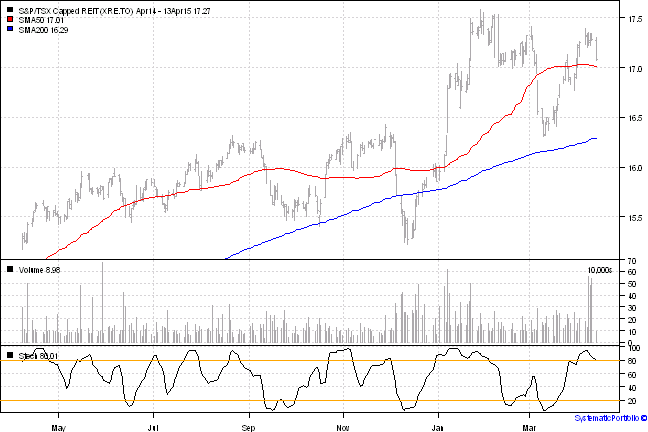 S&P/TSX Capped REIT (XRE.TO) Apr14 - 13Apr15 17.27
SMA50 17.01
SMA200 16.29
17.5
17.0
16.5
16.0
15.5
Volume 8.98
10,000s
70
60
50
40
30
20
10
0
Stoch 80.01
100
80
60
40
20
May Jul Sep Nov Jan Mar
SystematicPortfolio ©